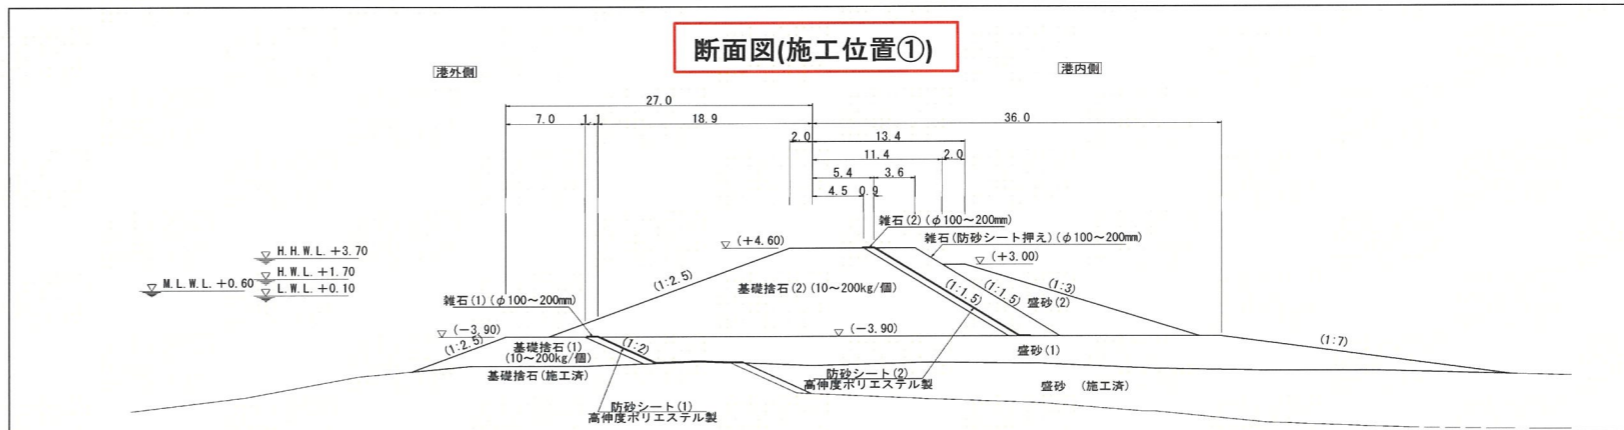 断面図(施工位置①)
港外側
港内側
27.0
7.0
1.1
18.9
36.0
2.0
13.4
11.4
2.0
5.4
3.6
4.5
0.9
雑石(2)(φ100～200mm)
雑石(防砂シート押え)(φ100～200mm)
▽(+4.60)
▽(+3.00)
H.H.W.L. +3.70
H.W.L. +1.70
M.L.W.L. +0.60
L.W.L. +0.10
(1:2.5)
雑石(1)(φ100～200mm)
基礎捨石(2)(10～200kg/個)
(1:1.5)
(1:1.5)
(1:3)
盛砂(2)
▽(-3.90)
▽(-3.90)
(1:2.5)
基礎捨石(1)
(10～200kg/個)
(1:2)
盛砂(1)
(1:7)
基礎捨石(施工済)
防砂シート(2)
高伸度ポリエステル製
盛砂 (施工済)
防砂シート(1)
高伸度ポリエステル製